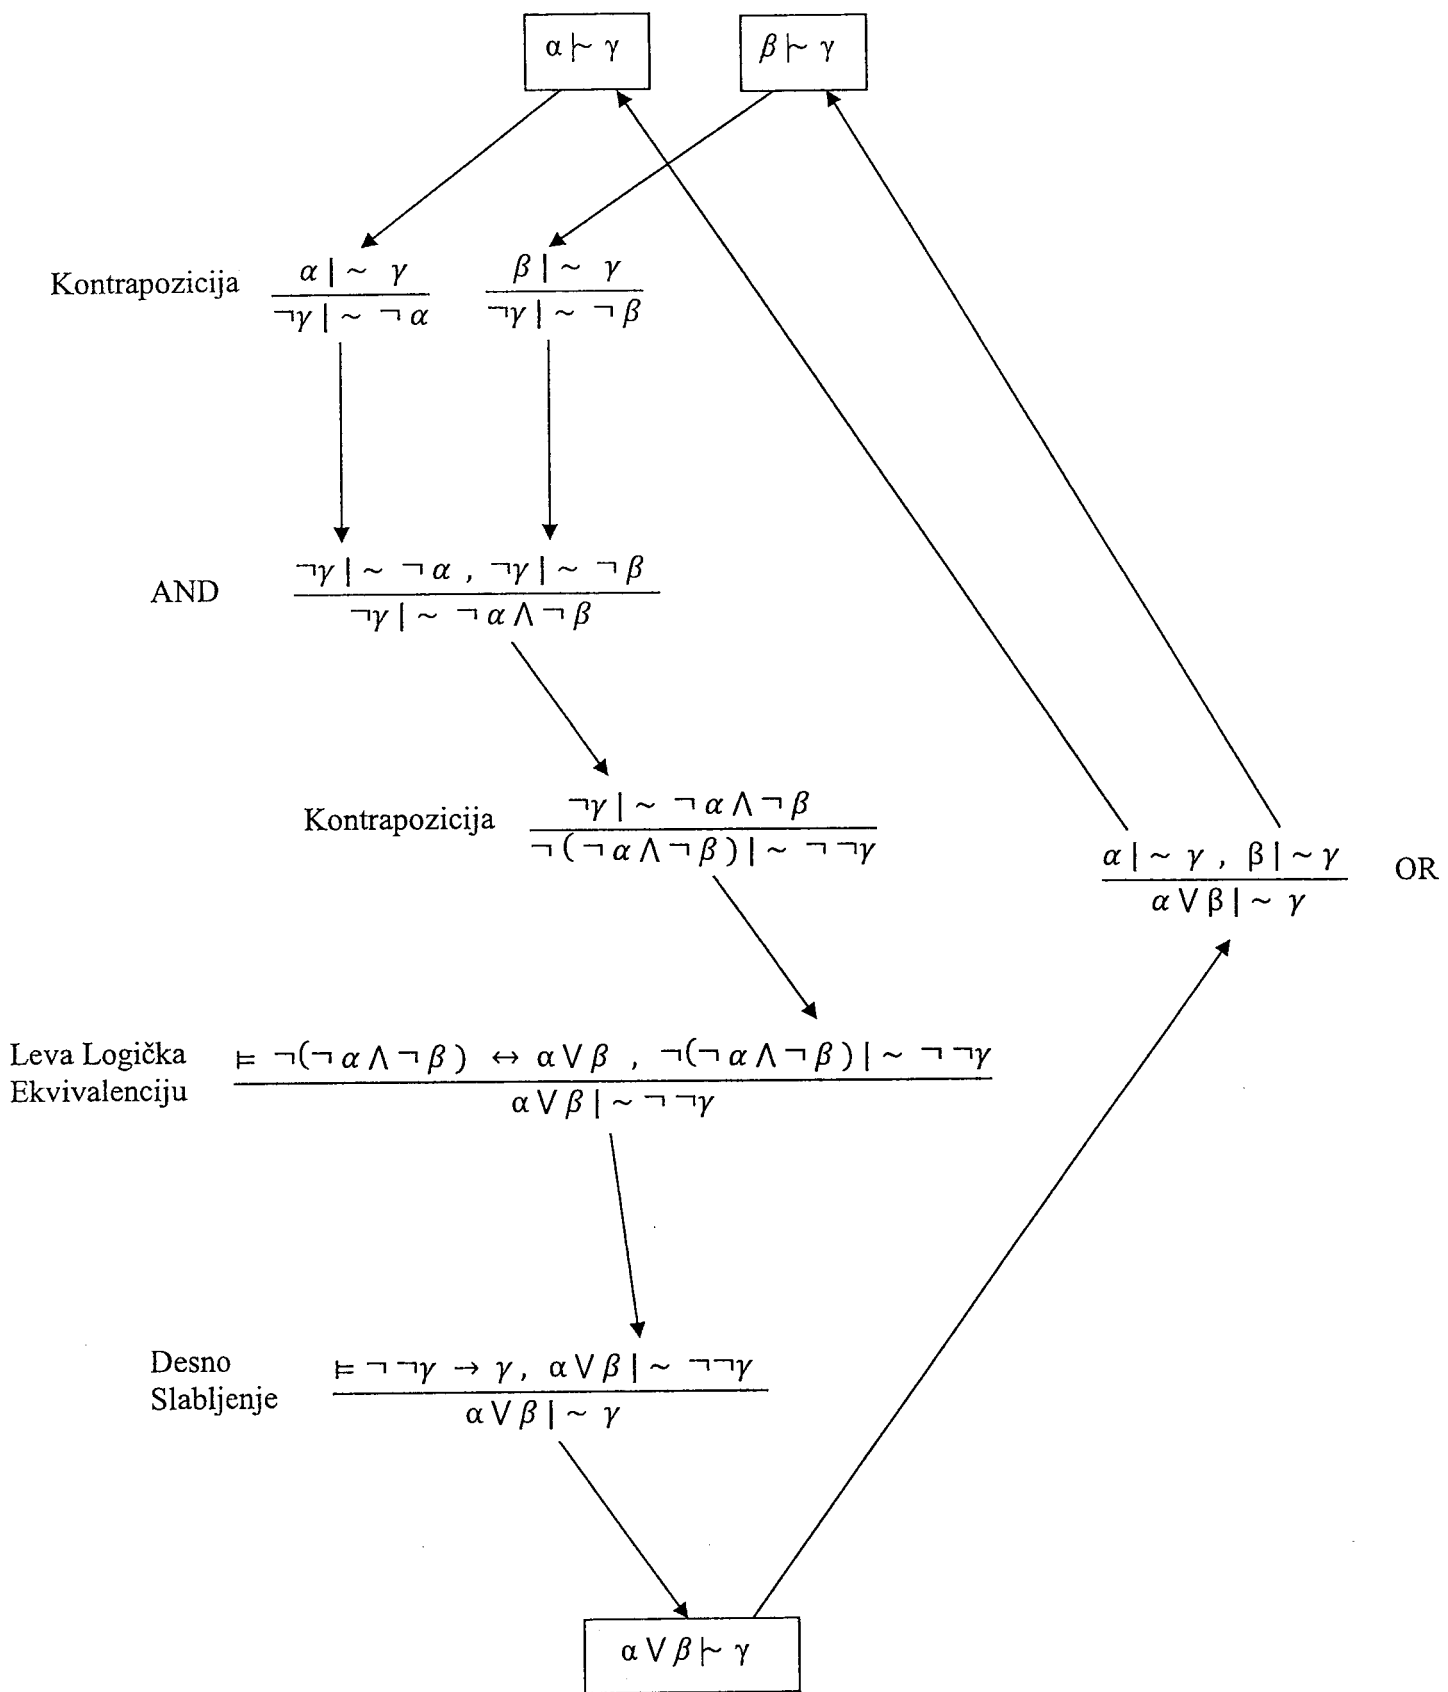 α |~ γ
β |~ γ
Kontrapozicija
α | ~ γ
¬γ | ~ ¬ α
β | ~ γ
¬γ | ~ ¬ β
AND
¬γ | ~ ¬ α , ¬γ | ~ ¬ β
¬γ | ~ ¬ α ⋀ ¬ β
Kontrapozicija
¬γ | ~ ¬ α ⋀ ¬ β
¬ (¬ α ⋀ ¬ β) | ~ ¬ ¬γ
α | ~ γ , β | ~ γ
α ⋁ β | ~ γ
OR
Leva Logička
Ekvivalenciju
⊨ ¬(¬ α ⋀ ¬ β) ↔ α ⋁ β , ¬(¬ α ⋀ ¬ β) | ~ ¬ ¬γ
α ⋁ β | ~ ¬ ¬γ
Desno
Slabljenje
⊨ ¬ ¬γ → γ, α ⋁ β | ~ ¬¬γ
α ⋁ β | ~ γ
α ⋁ β |~ γ